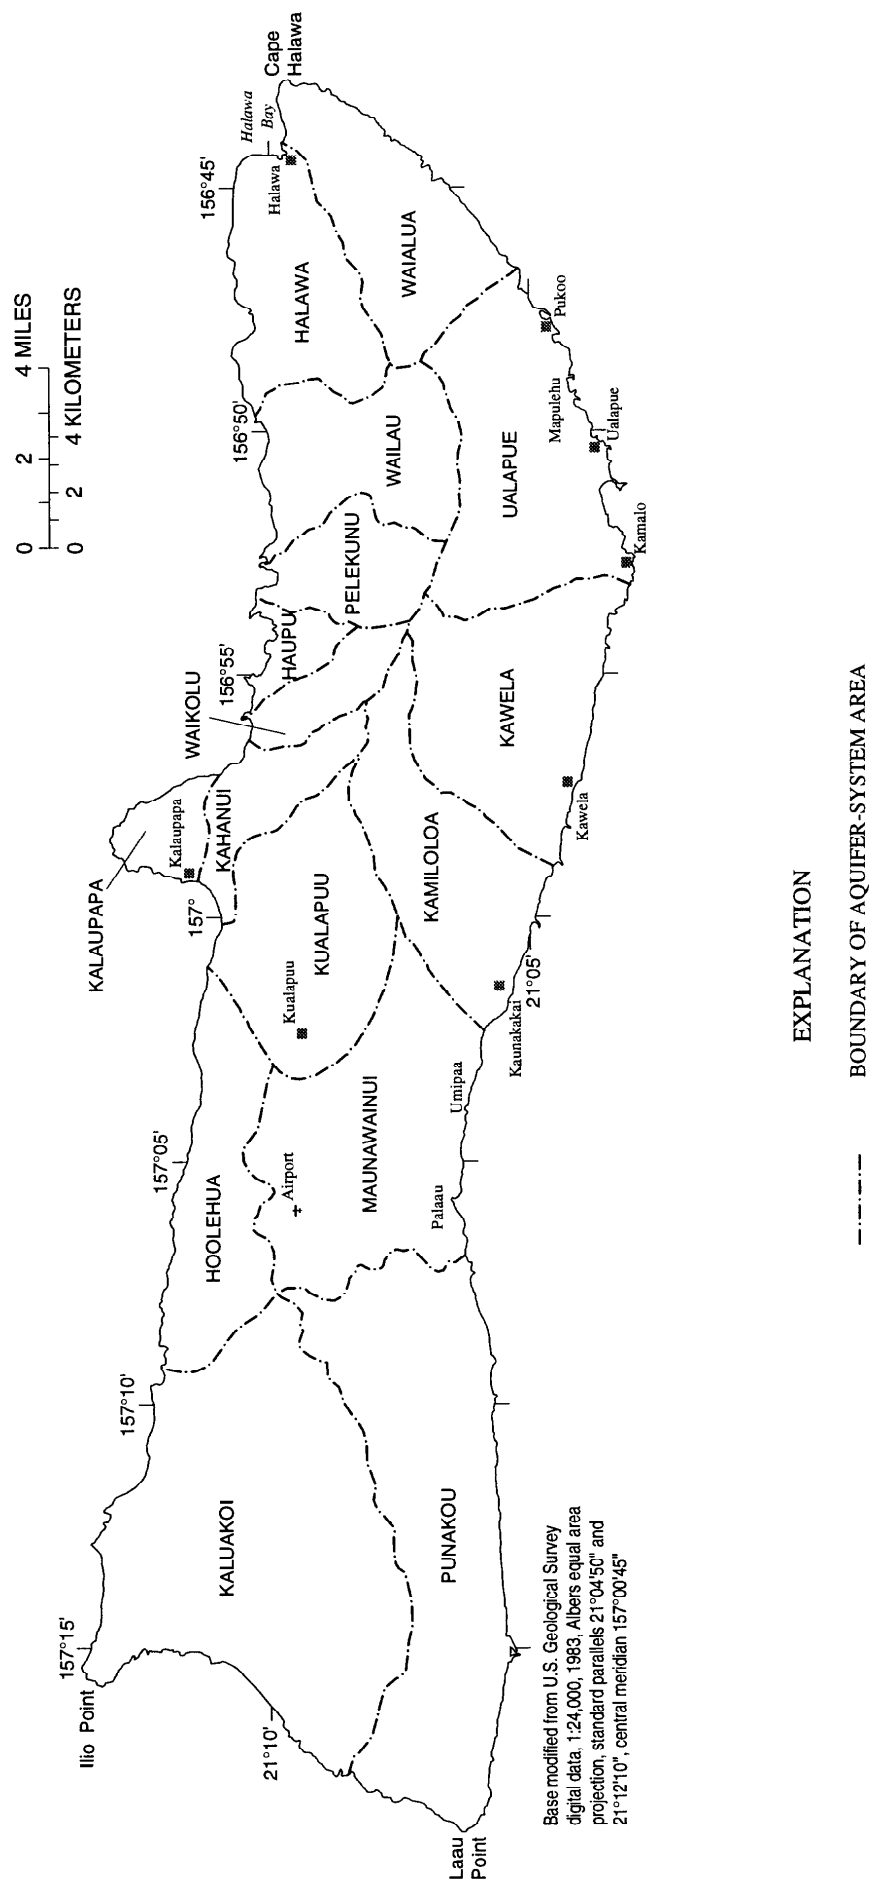 Ilio Point
157°15'
157°10'
157°05'
157°
156°55'
156°50'
156°45'
21°10'
21°05'
Laau
Point
Cape
Halawa
Halawa
Bay
Halawa
KALUAKOI
PUNAKOU
HOOLEHUA
MAUNAWAINUI
Airport
Palaau
Umipaa
Kaunakakai
KUALAPUU
Kualapuu
KALAUPAPA
Kalaupapa
KAHANUI
WAIKOLU
HAUPU
PELEKUNU
WAILAU
HALAWA
WAIALUA
UALAPUE
KAWELA
KAMILOLOA
Kawela
Kamalo
Ualapue
Mapulehu
Pukoo
0 2 4 MILES
0 2 4 KILOMETERS
Base modified from U.S. Geological Survey
digital data, 1:24,000, 1983, Albers equal area
projection, standard parallels 21°04'50" and
21°12'10", central meridian 157°00'45"
EXPLANATION
BOUNDARY OF AQUIFER-SYSTEM AREA